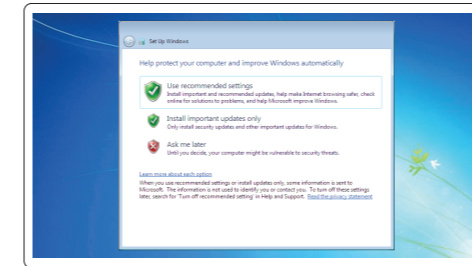 Set Up Windows
Help protect your computer and improve Windows automatically
Use recommended settings
Install important and recommended updates, help make Internet browsing safer, check
online for solutions to problems, and help Microsoft improve Windows.
Install important updates only
Only install security updates and other important updates for Windows.
Ask me later
Until you decide, your computer might be vulnerable to security threats.
Learn more about each option
When you use recommended settings or install updates only, some information is sent to
Microsoft. The information is not used to identify you or contact you. To turn off these settings
later, search for 'Turn off recommended setting' in Help and Support. Read the privacy statement